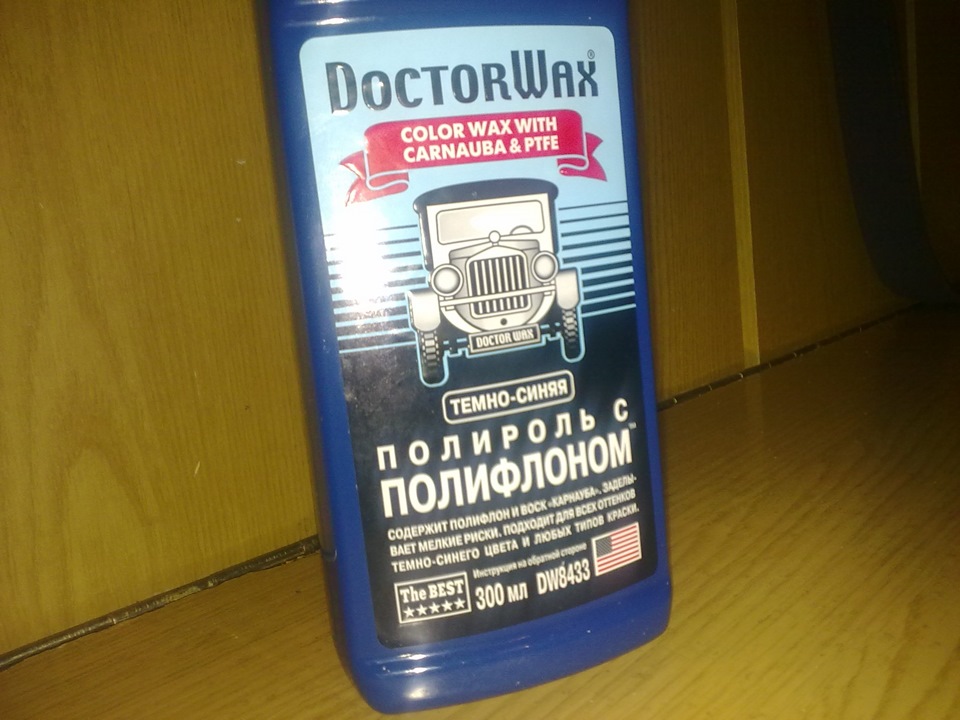 DOCTORWAX®
COLOR WAX WITH
CARNAUBA & PTFE
DOCTOR WAX
ТЕМНО-СИНЯЯ
ПОЛИРОЛЬ С
ПОЛИФЛОНОМ™
СОДЕРЖИТ ПОЛИФЛОН И ВОСК «КАРНАУБА». ЗАДЕЛЫ-
ВАЕТ МЕЛКИЕ РИСКИ. ПОДХОДИТ ДЛЯ ВСЕХ ОТТЕНКОВ
ТЕМНО-СИНЕГО ЦВЕТА И ЛЮБЫХ ТИПОВ КРАСКИ.
Инструкция на обратной стороне
The BEST
★★★★★
300 мл DW8433